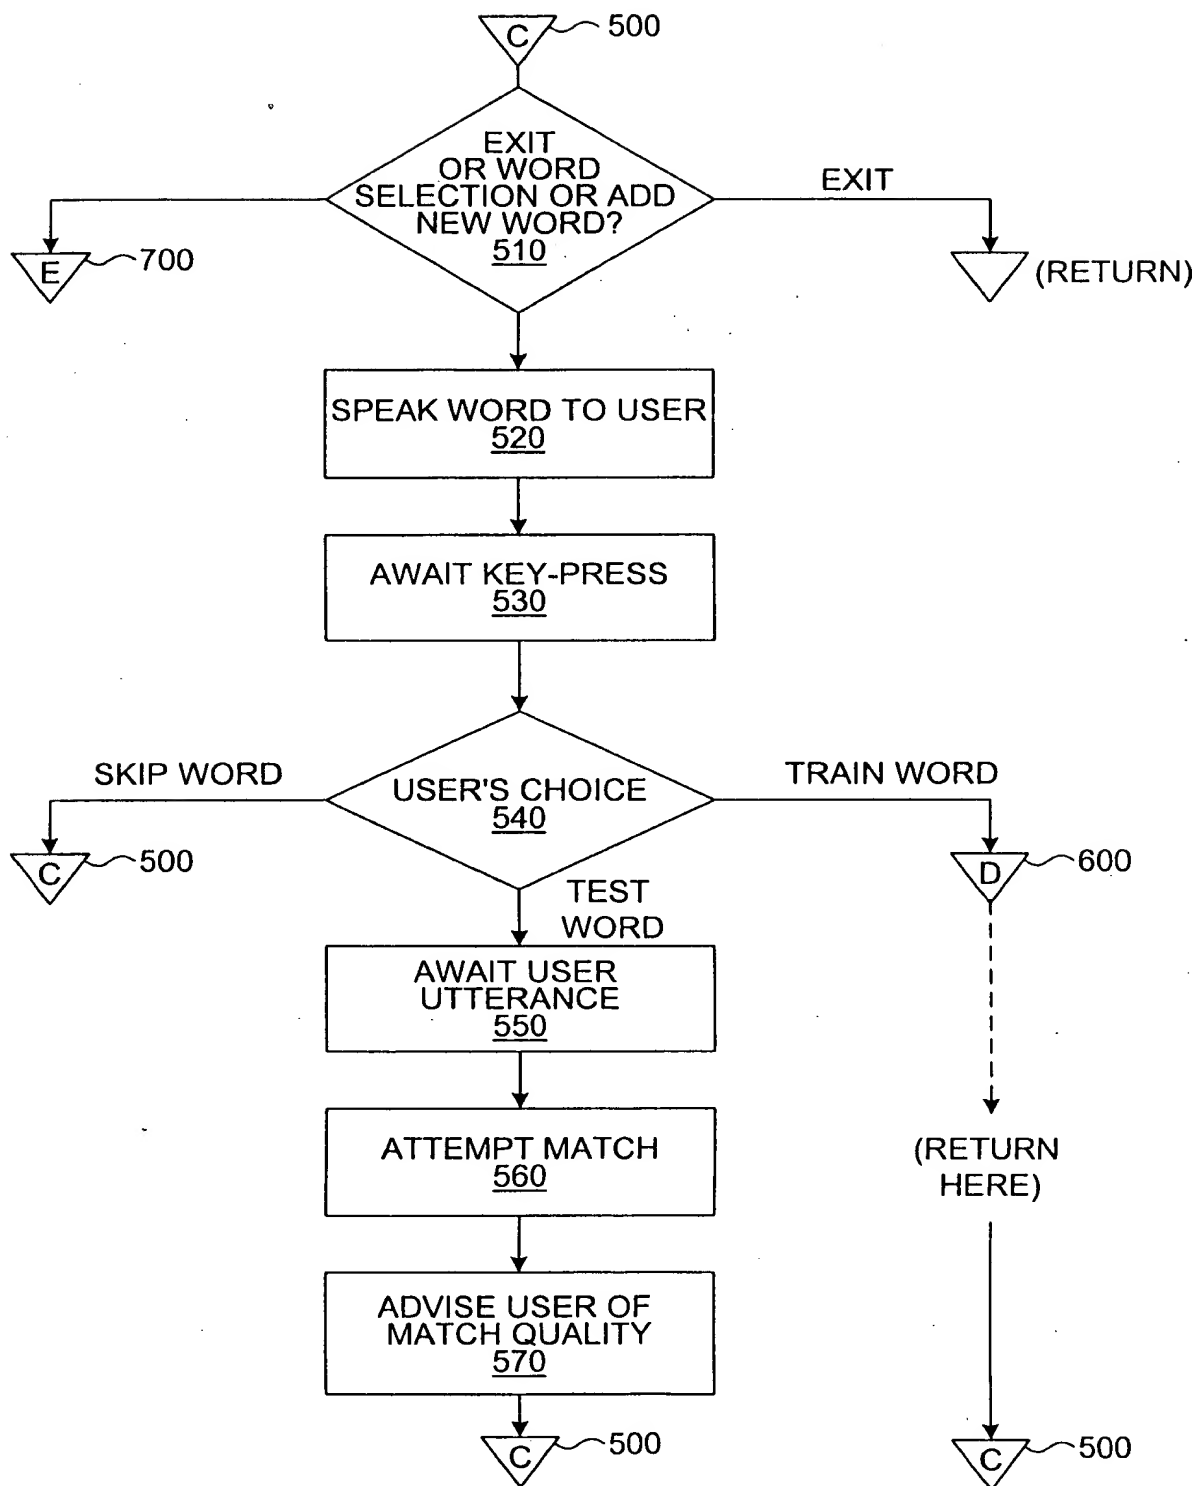 C 500
EXIT
OR WORD
SELECTION OR ADD
NEW WORD?
510
EXIT
E 700
(RETURN)
SPEAK WORD TO USER
520
AWAIT KEY-PRESS
530
SKIP WORD
USER'S CHOICE
540
TRAIN WORD
C 500
D 600
TEST
WORD
AWAIT USER
UTTERANCE
550
ATTEMPT MATCH
560
(RETURN
HERE)
ADVISE USER OF
MATCH QUALITY
570
C 500
C 500